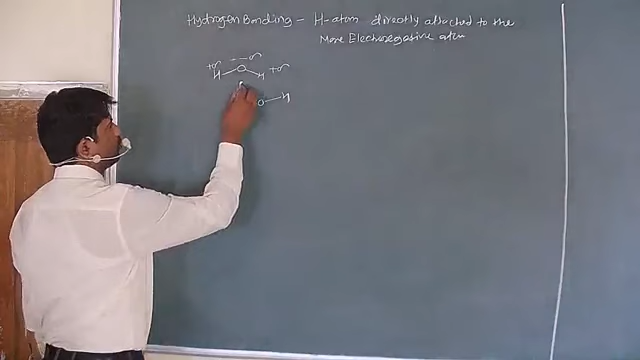 Hydrogen Bonding – H-atom directly attached to the
More Electronegative atom
+δ -- δ
H O H +δ
O–H